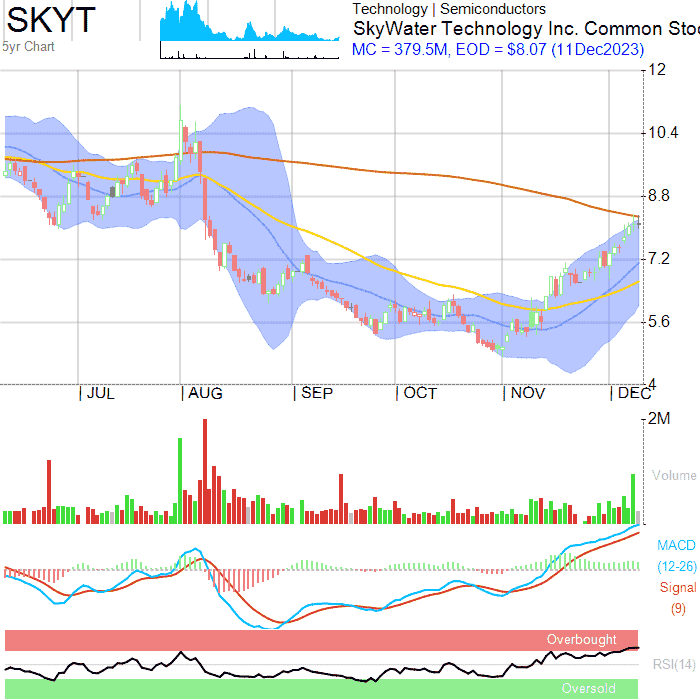 SKYT
5yr Chart
Technology | Semiconductors
SkyWater Technology Inc. Common Stoc
MC = 379.5M, EOD = $8.07 (11Dec2023)
12
10.4
8.8
7.2
5.6
4
JUL AUG SEP OCT NOV DEC
2M
Volume
MACD
(12-26)
Signal
(9)
Overbought
RSI(14)
Oversold